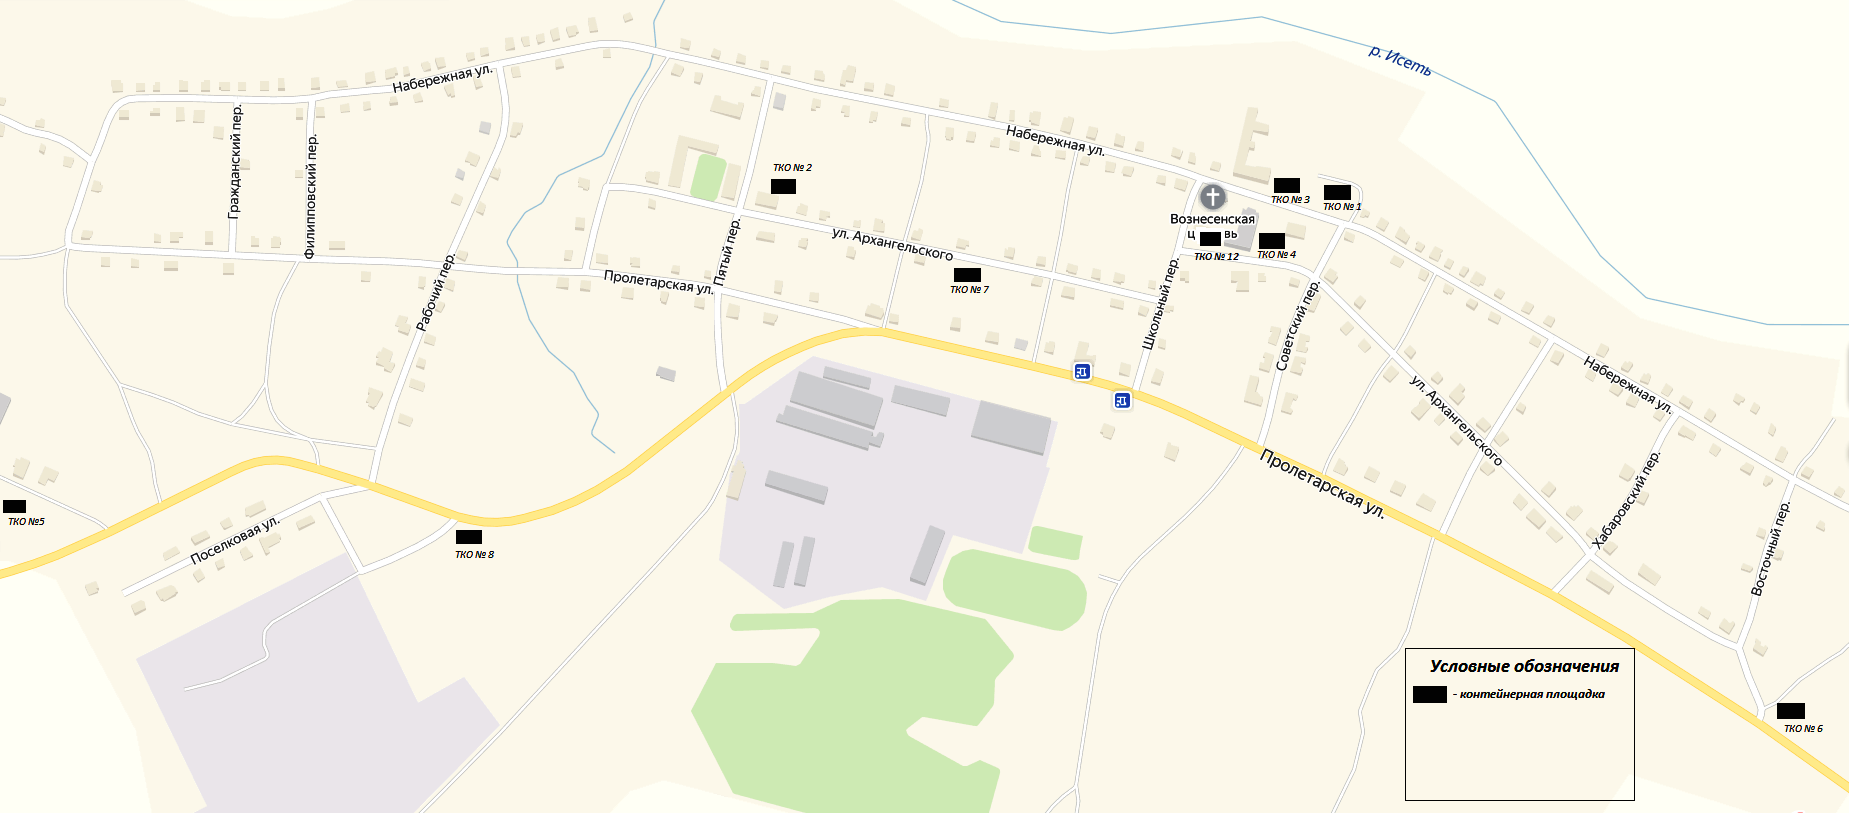 р. Исеть
Набережная ул.
Гражданский пер.
Филипповский пер.
Рабочий пер.
Набережная ул.
ТКО № 2
ТКО № 3
ТКО № 1
Вознесенская
ц вь
ТКО № 12
ТКО № 4
Пятый пер.
ул. Архангельского
Пролетарская ул.
ТКО № 7
Школьный пер.
Советский пер.
Набережная ул.
ул. Архангельского
Пролетарская ул.
Хабаровский пер.
Восточный пер.
ТКО №5
Поселковая ул.
ТКО № 8
Условные обозначения
- контейнерная площадка
ТКО № 6